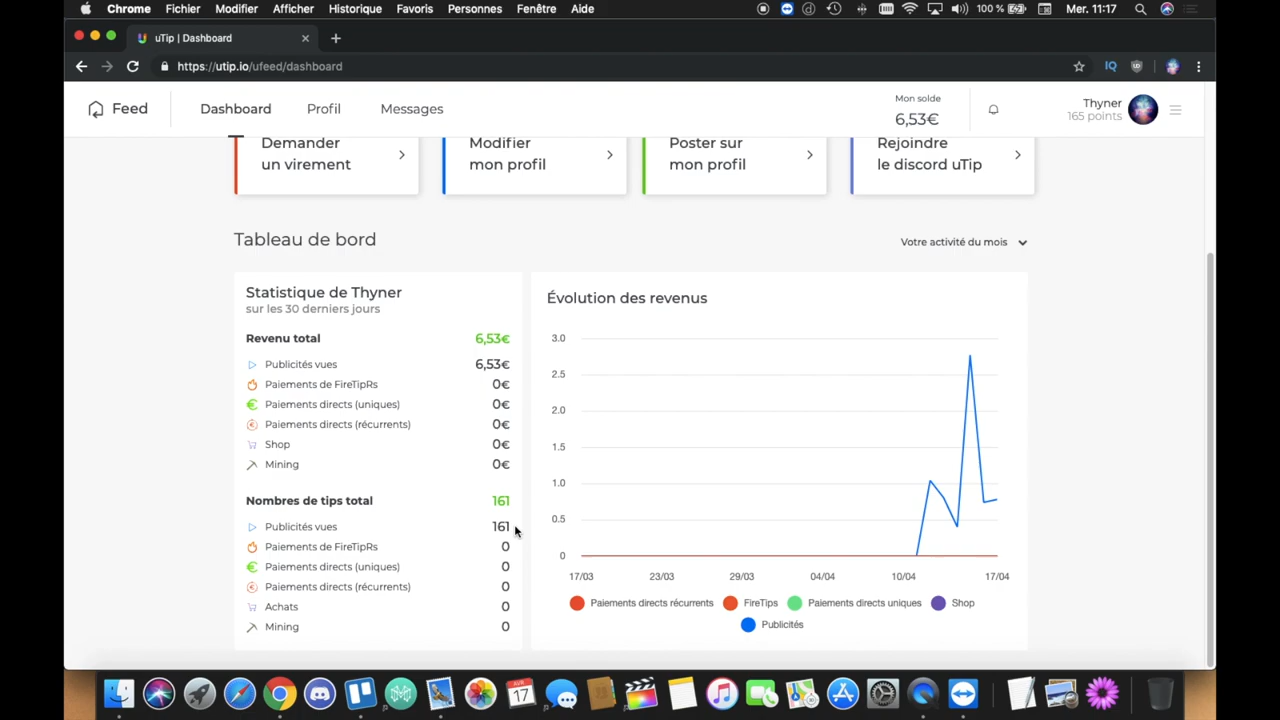 Chrome Fichier Modifier Afficher Historique Favoris Personnes Fenêtre Aide 100 % Mer. 11:17
uTip | Dashboard
https://utip.io/ufeed/dashboard
Feed Dashboard Profil Messages
Mon solde
6,53€
Thyner
165 points
Demander
un virement
Modifier
mon profil
Poster sur
mon profil
Rejoindre
le discord uTip
Tableau de bord
Votre activité du mois
Statistique de Thyner
sur les 30 derniers jours
Revenu total 6,53€
Publicités vues 6,53€
Paiements de FireTipRs 0€
Paiements directs (uniques) 0€
Paiements directs (récurrents) 0€
Shop 0€
Mining 0€
Nombres de tips total 161
Publicités vues 161
Paiements de FireTipRs 0
Paiements directs (uniques) 0
Paiements directs (récurrents) 0
Achats 0
Mining 0
Évolution des revenus
3.0
2.5
2.0
1.5
1.0
0.5
0
17/03 23/03 29/03 04/04 10/04 17/04
Paiements directs récurrents FireTips Paiements directs uniques Shop
Publicités
17